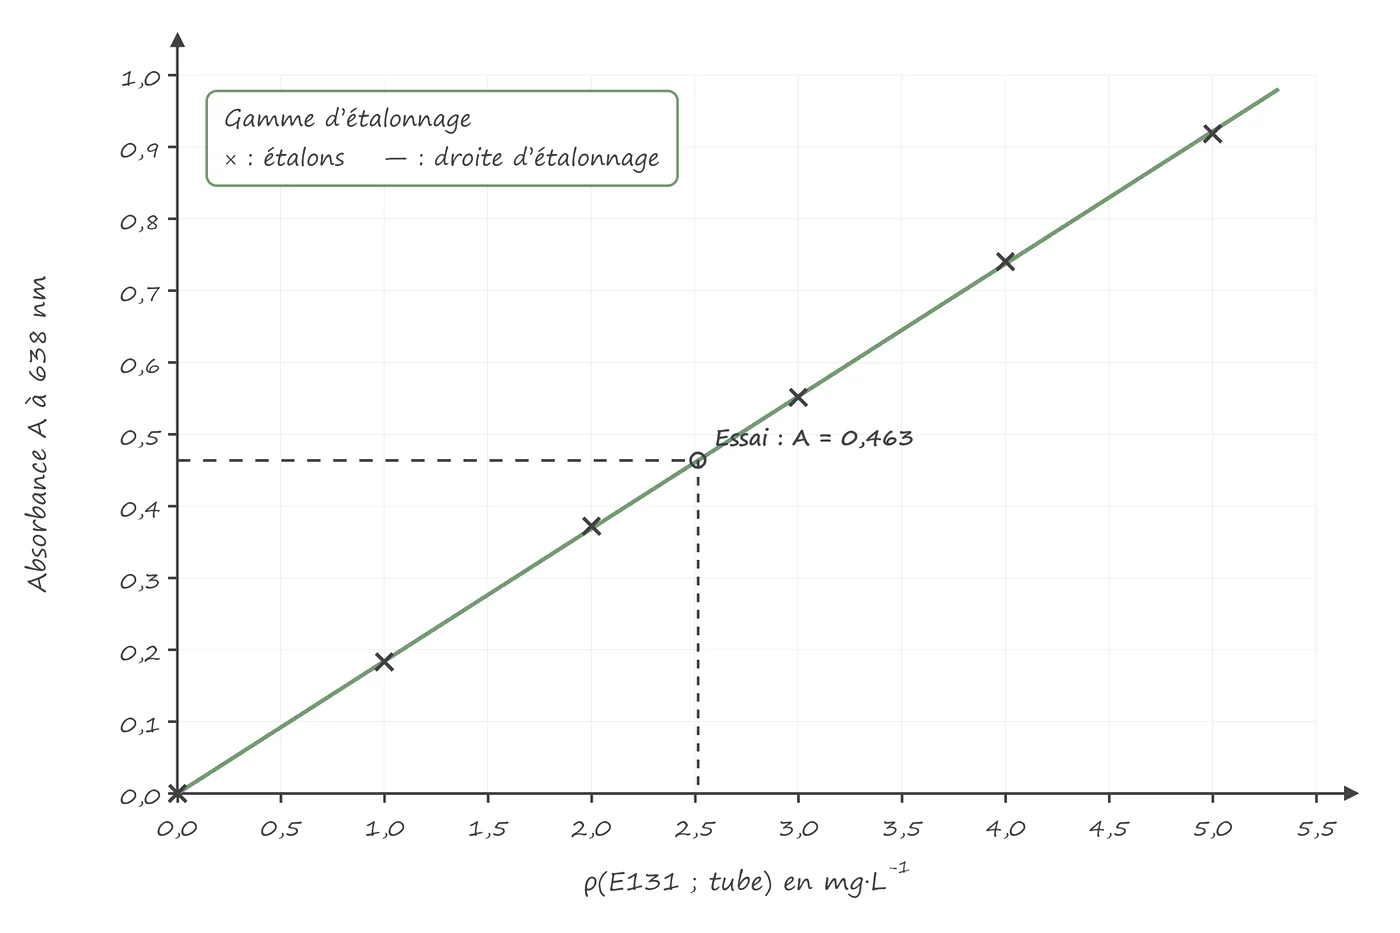 1,0
0,9
0,8
0,7
0,6
0,5
0,4
0,3
0,2
0,1
0,0
Absorbance A à 638 nm
Gamme d’étalonnage
× : étalons — : droite d’étalonnage
Essai : A = 0,463
0,0 0,5 1,0 1,5 2,0 2,5 3,0 3,5 4,0 4,5 5,0 5,5
ρ(E131 ; tube) en mg·L⁻¹